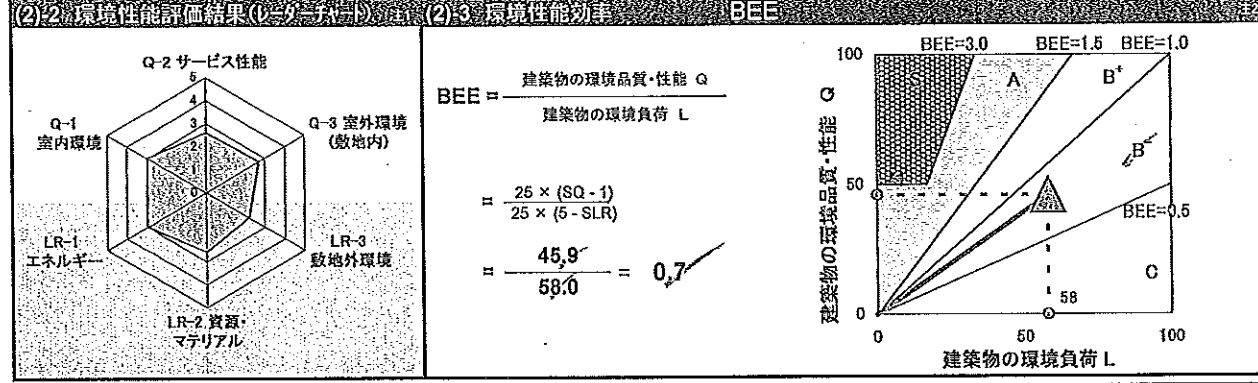 (2)-2 環境性能評価結果(レーダーチャート) 注1
Q-2 サービス性能
5
4
3
2
1
0
Q-1
室内環境
Q-3 室外環境
(敷地内)
LR-1
エネルギー
LR-3
敷地外環境
LR-2 資源・
マテリアル
(2)-3 環境性能効率 BEE
BEE = 建築物の環境品質・性能 Q
建築物の環境負荷 L
= 25 × (SQ - 1)
25 × (5 - SLR)
= 45.9
58.0
= 0.7
BEE=3.0 BEE=1.5 BEE=1.0
100
S A B+
B-
50
BEE=0.5
C
58
0
0 50 100
建築物の環境品質・性能 Q
建築物の環境負荷 L